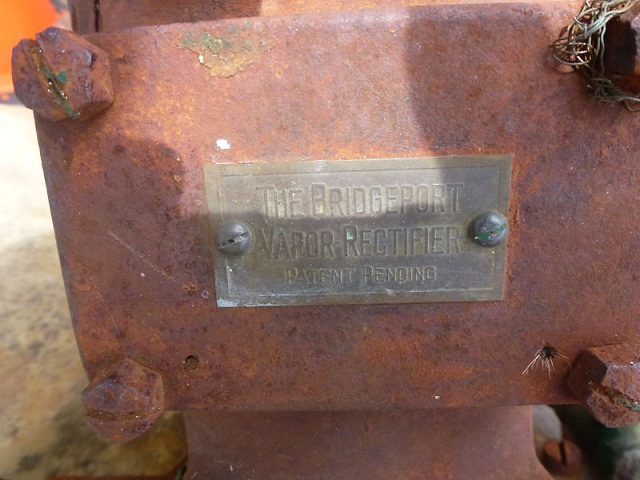 THE BRIDGEPORT
VAPOR RECTIFIER
PATENT PENDING